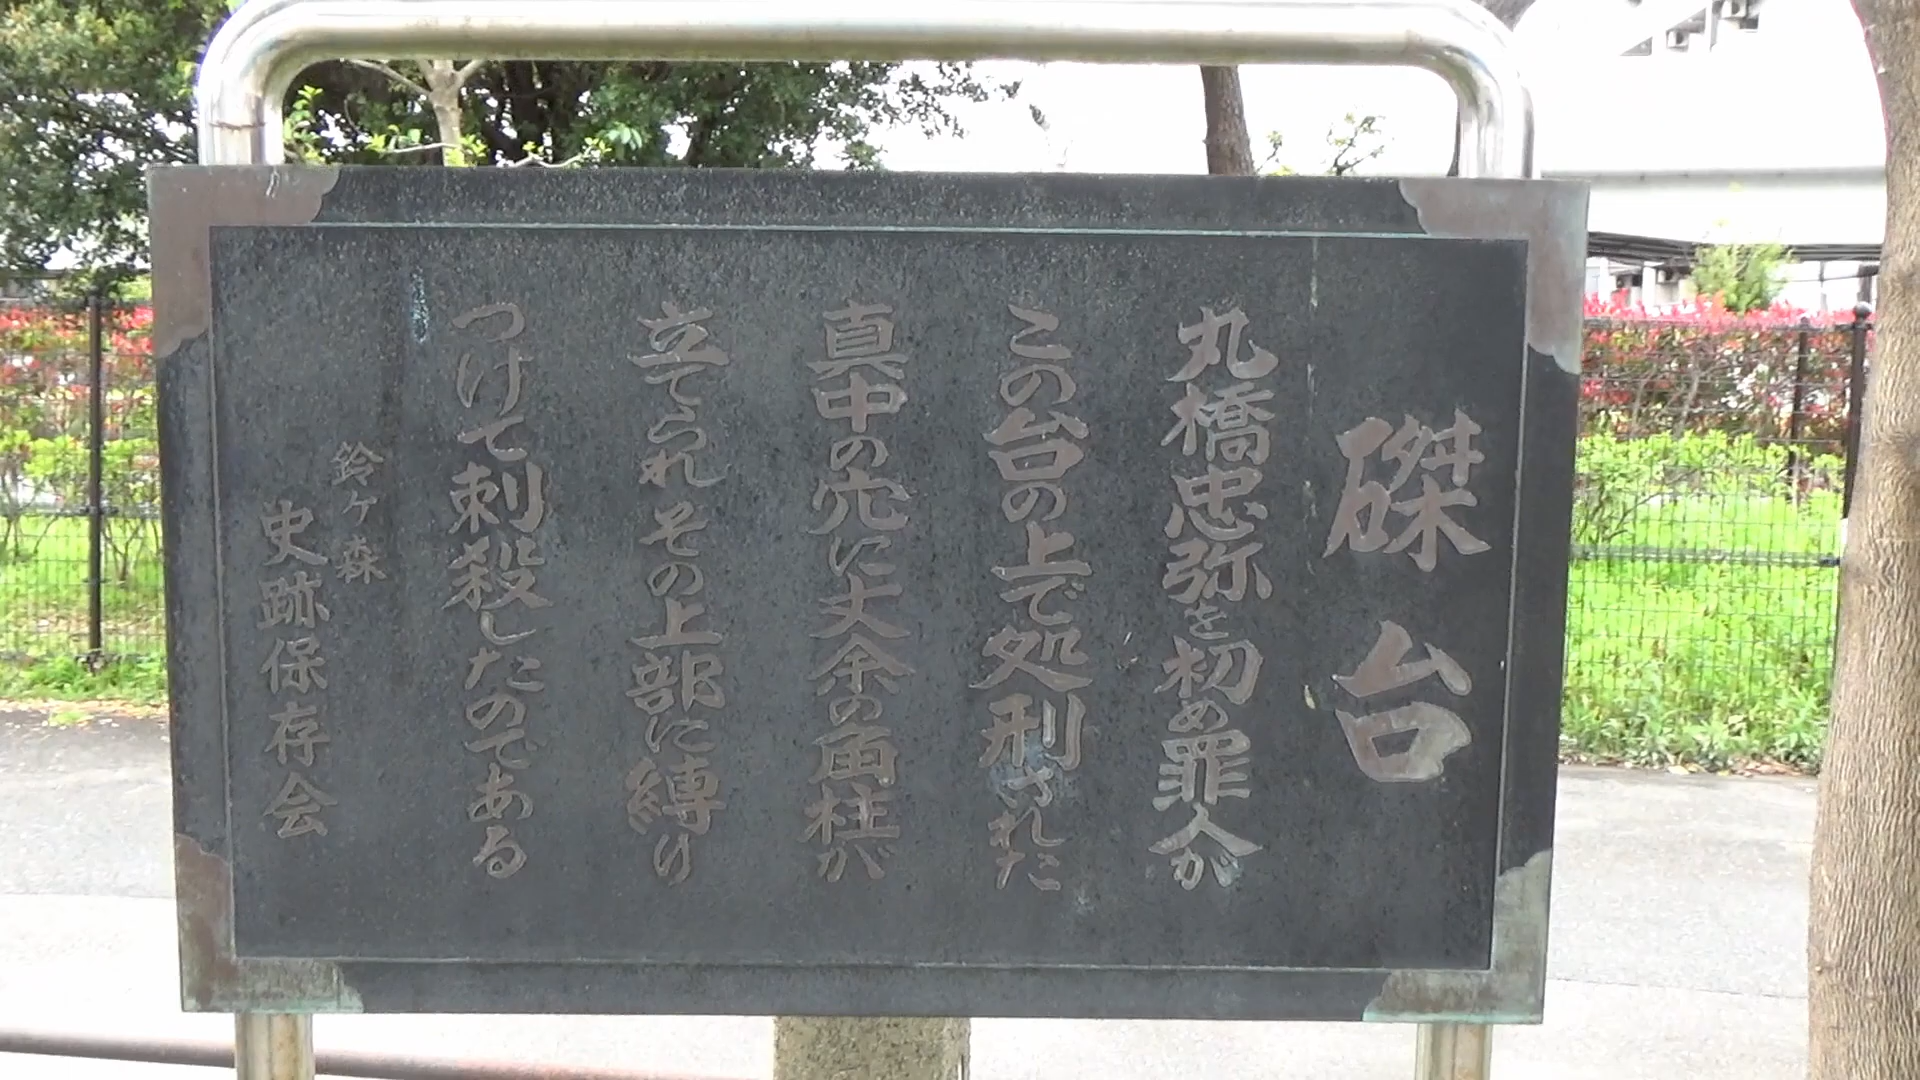 磔台
丸橋忠弥を初め罪人が
この台の上で処刑された
真中の穴に丈余の角柱が
立てられその上部に縛り
つけて刺殺したのである
鈴ケ森
史跡保存会